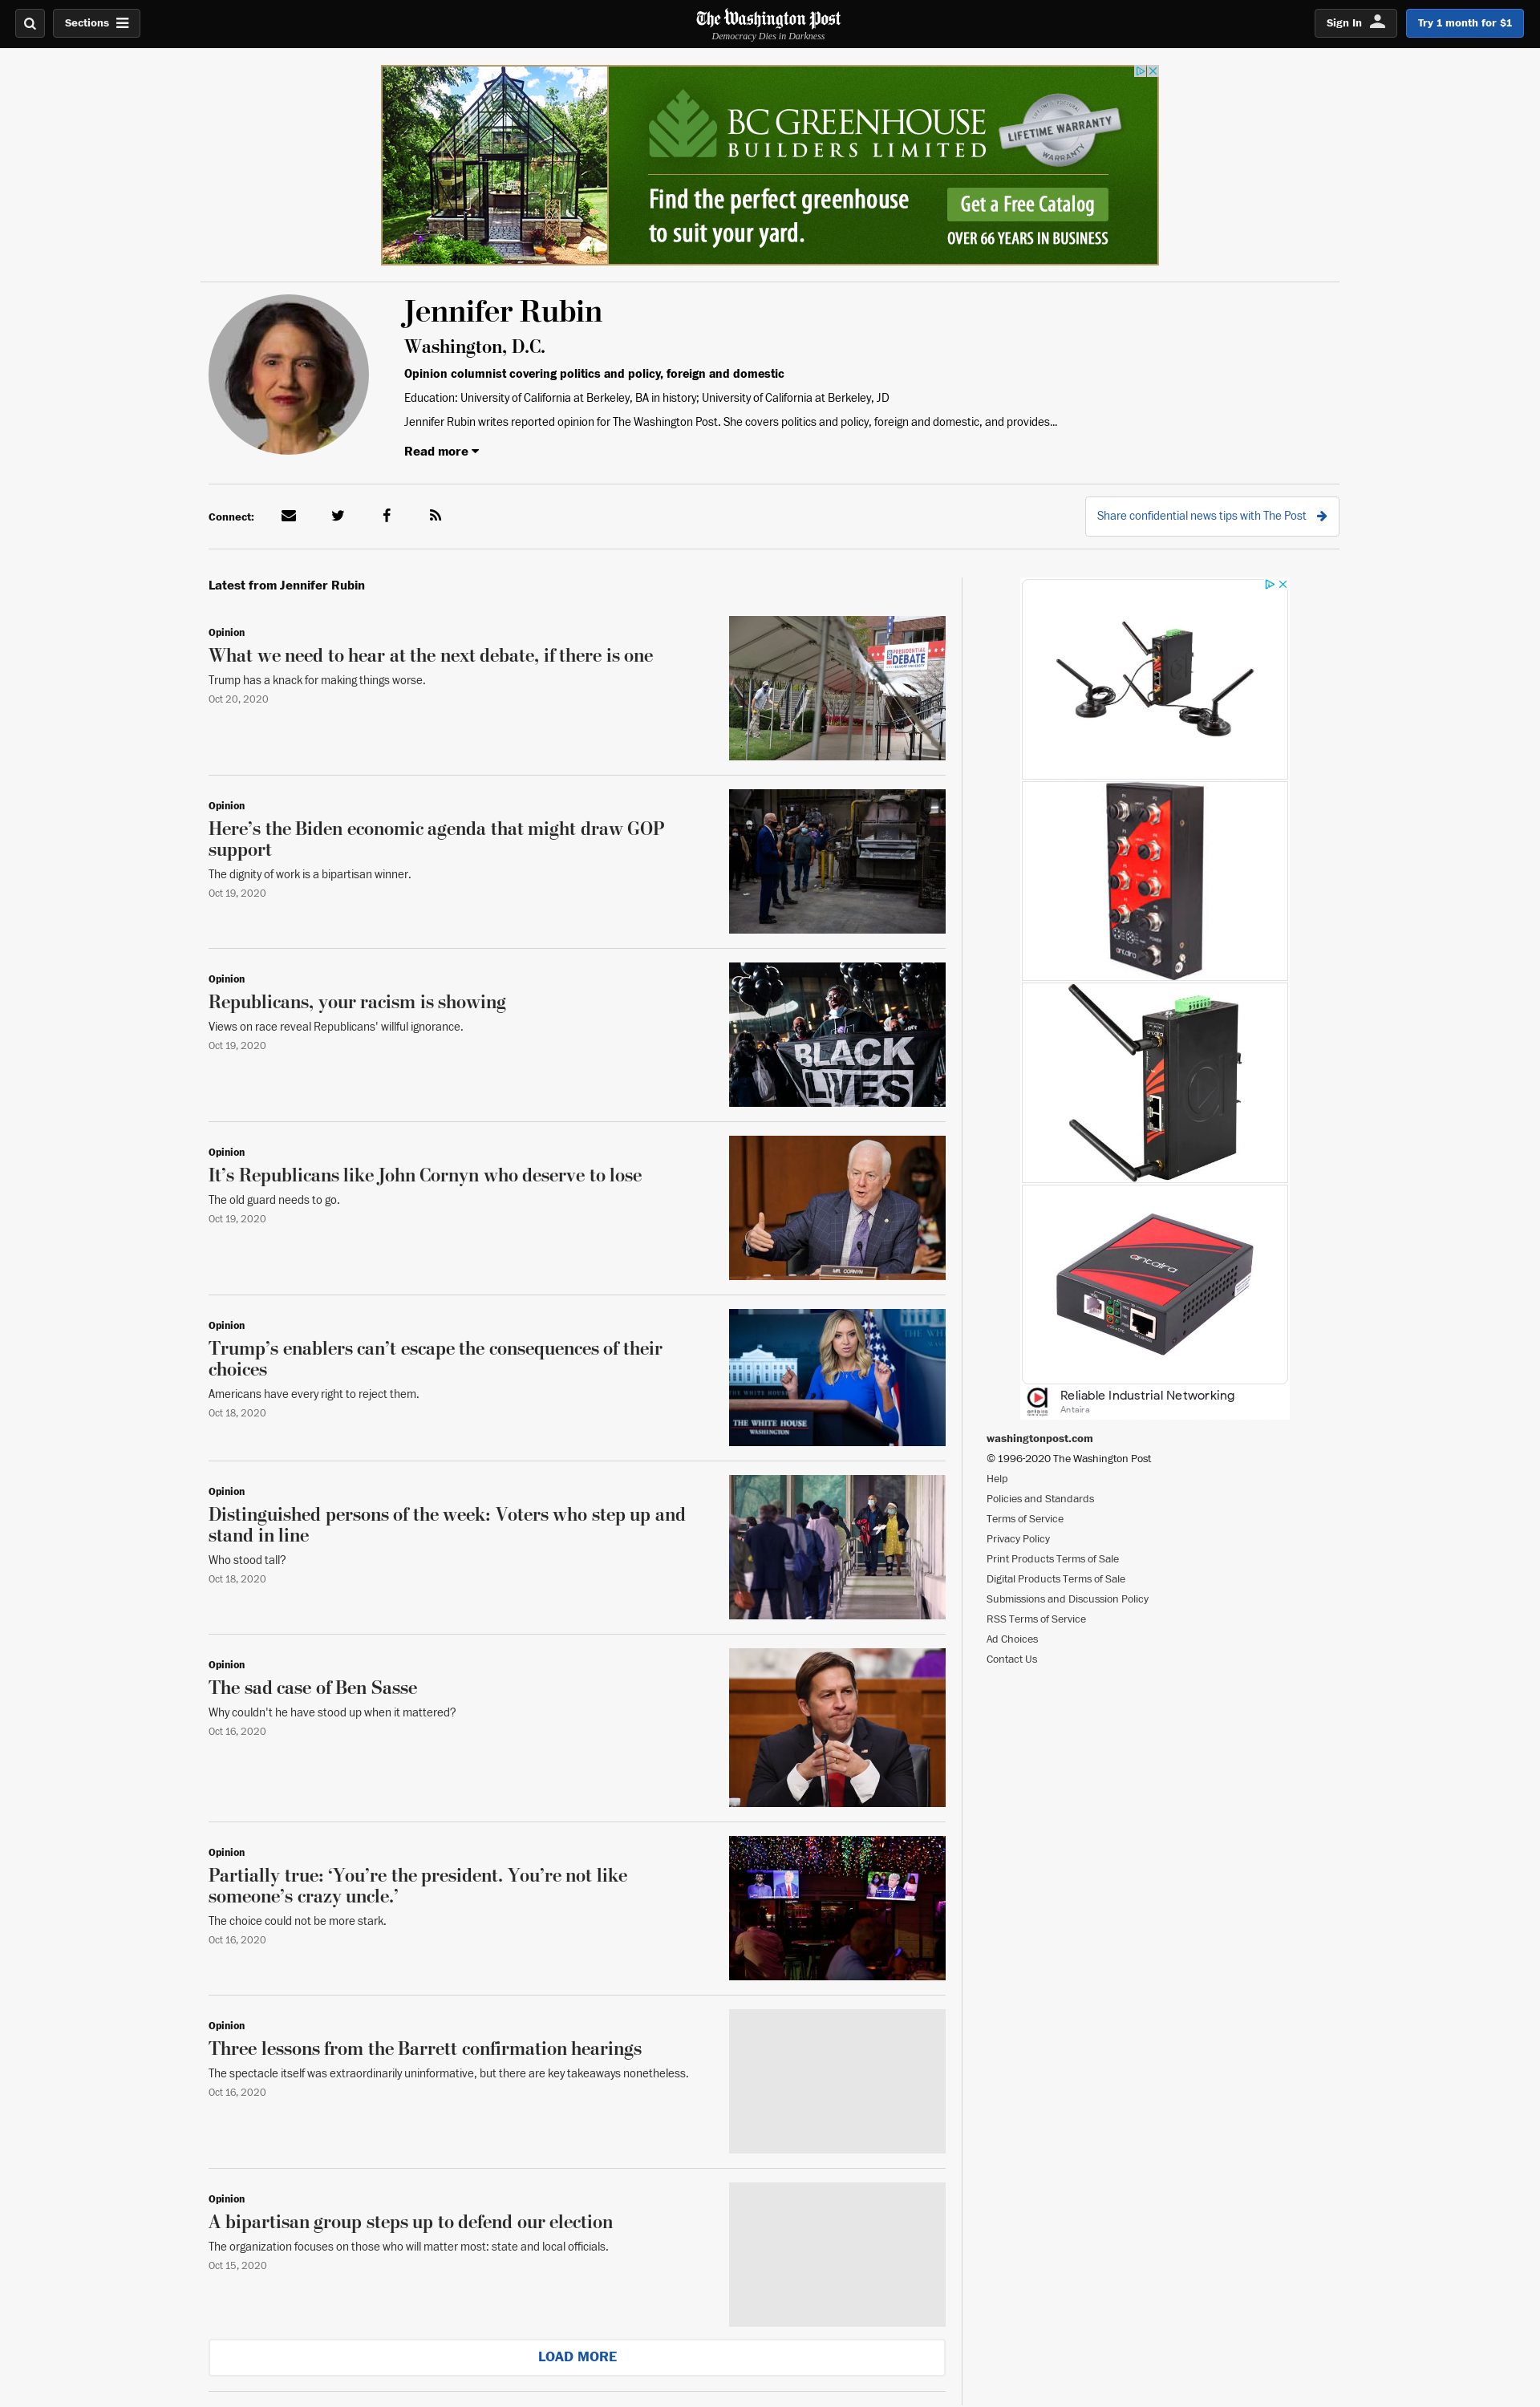 Sections
The Washington Post
Democracy Dies in Darkness
Sign In
Try 1 month for $1
BC GREENHOUSE
BUILDERS LIMITED
LIFETIME WARRANTY
WARRANTY
Find the perfect greenhouse
to suit your yard.
Get a Free Catalog
OVER 66 YEARS IN BUSINESS
Jennifer Rubin
Washington, D.C.
Opinion columnist covering politics and policy, foreign and domestic
Education: University of California at Berkeley, BA in history; University of California at Berkeley, JD
Jennifer Rubin writes reported opinion for The Washington Post. She covers politics and policy, foreign and domestic, and provides...
Read more
Connect:
Share confidential news tips with The Post
Latest from Jennifer Rubin
Opinion
What we need to hear at the next debate, if there is one
Trump has a knack for making things worse.
Oct 20, 2020
PRESIDENTIAL
DEBATE
Opinion
Here’s the Biden economic agenda that might draw GOP
support
The dignity of work is a bipartisan winner.
Oct 19, 2020
Opinion
Republicans, your racism is showing
Views on race reveal Republicans' willful ignorance.
Oct 19, 2020
BLACK
LIVES
Opinion
It’s Republicans like John Cornyn who deserve to lose
The old guard needs to go.
Oct 19, 2020
MR. CORNYN
Opinion
Trump’s enablers can’t escape the consequences of their
choices
Americans have every right to reject them.
Oct 18, 2020
THE WHITE HOUSE
WASHINGTON
Opinion
Distinguished persons of the week: Voters who step up and
stand in line
Who stood tall?
Oct 18, 2020
Opinion
The sad case of Ben Sasse
Why couldn't he have stood up when it mattered?
Oct 16, 2020
Opinion
Partially true: ‘You’re the president. You’re not like
someone’s crazy uncle.’
The choice could not be more stark.
Oct 16, 2020
Opinion
Three lessons from the Barrett confirmation hearings
The spectacle itself was extraordinarily uninformative, but there are key takeaways nonetheless.
Oct 16, 2020
Opinion
A bipartisan group steps up to defend our election
The organization focuses on those who will matter most: state and local officials.
Oct 15, 2020
LOAD MORE
antaira
antaira
Reliable Industrial Networking
Antaira
washingtonpost.com
© 1996-2020 The Washington Post
Help
Policies and Standards
Terms of Service
Privacy Policy
Print Products Terms of Sale
Digital Products Terms of Sale
Submissions and Discussion Policy
RSS Terms of Service
Ad Choices
Contact Us